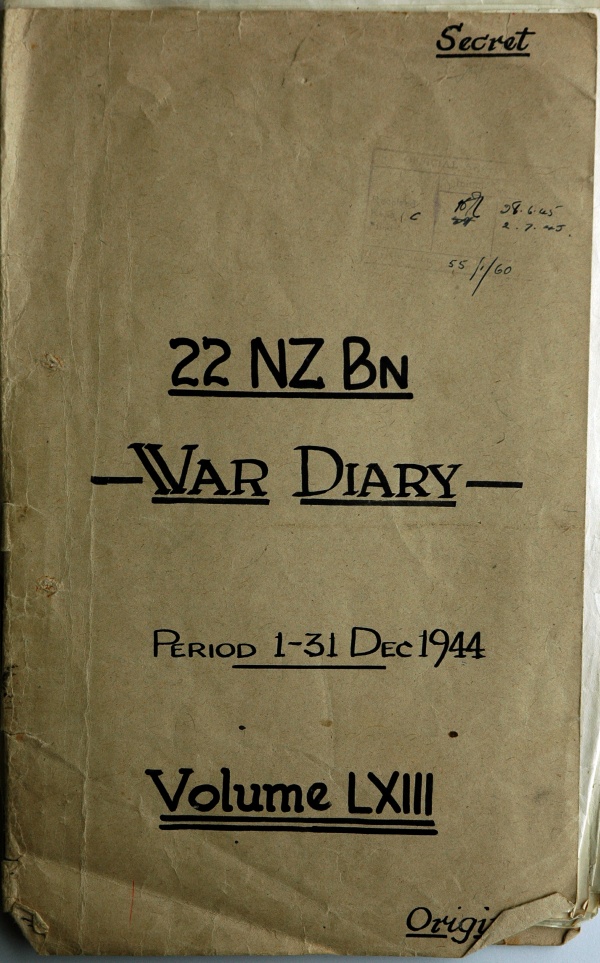 Secret
C
28.6.45
2.7.45.
55/1/60
22 NZ BN
- WAR DIARY -
PERIOD 1-31 DEC 1944
Volume LXIII
Origi